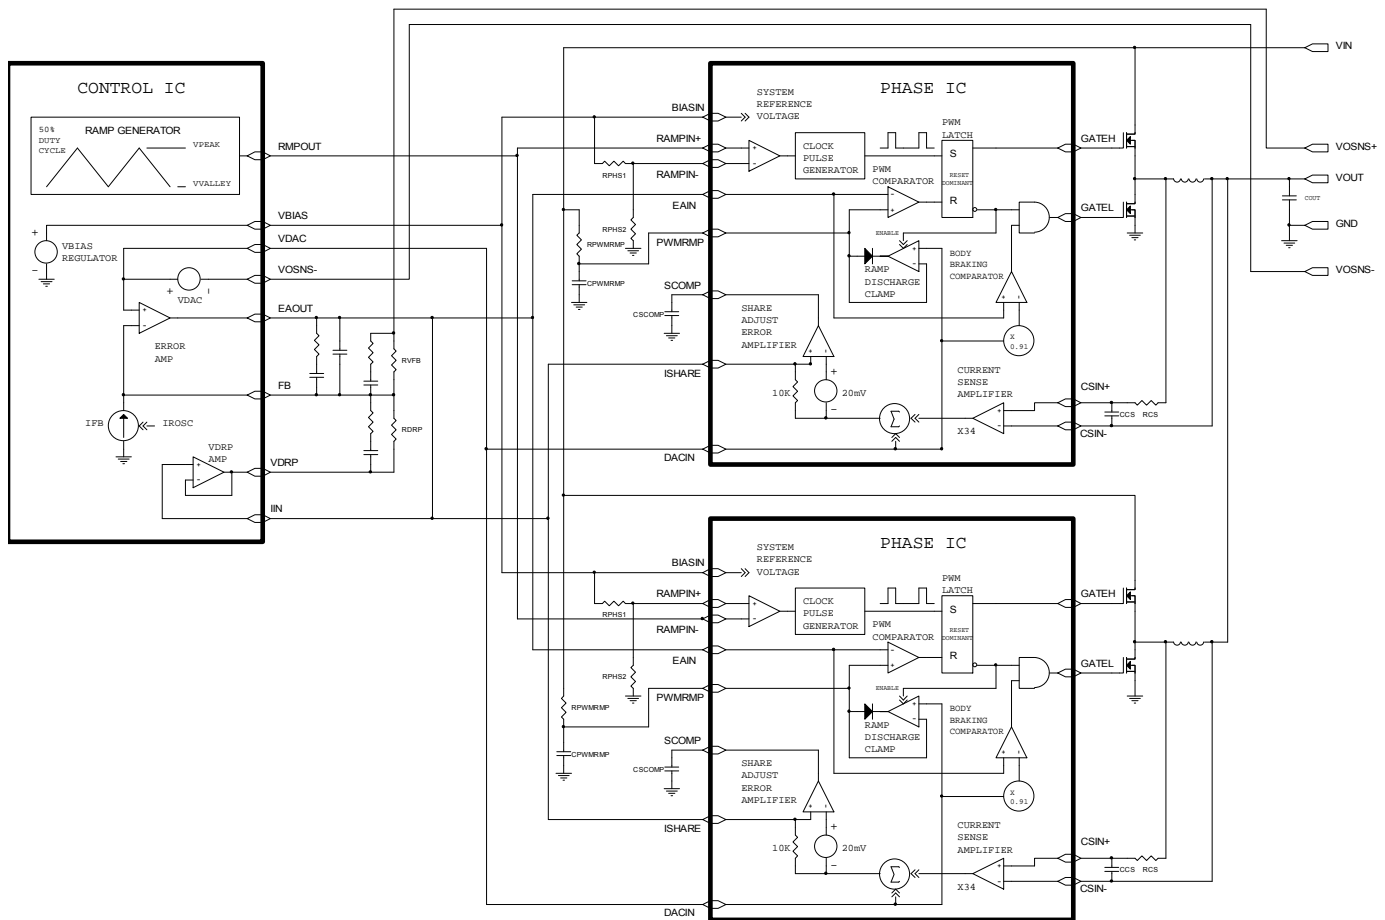 CONTROL IC
50%
DUTY
CYCLE
RAMP GENERATOR
VPEAK
VVALLEY
RMPOUT
VBIAS
VDAC
VOSNS-
EAOUT
FB
VDRP
IIN
+
−
VBIAS
REGULATOR
+
−
VDAC
+
-
ERROR
AMP
IFB
IROSC
VDRP
AMP
+
-
RVFB
RDRP
PHASE IC
BIASIN
RAMPIN+
RAMPIN-
EAIN
PWMRMP
SCOMP
ISHARE
DACIN
RPHS1
RPHS2
RPWMRMP
CPWMRMP
CSCOMP
SYSTEM
REFERENCE
VOLTAGE
+
-
CLOCK
PULSE
GENERATOR
PWM
LATCH
S
RESET
DOMINANT
R
PWM
COMPARATOR
-
+
ENABLE
+
-
RAMP
DISCHARGE
CLAMP
BODY
BRAKING
COMPARATOR
+
-
SHARE
ADJUST
ERROR
AMPLIFIER
+
-
X
0.91
10K
+
−
20mV
Σ
CURRENT
SENSE
AMPLIFIER
+
-
X34
GATEH
GATEL
CSIN+
CSIN-
CCS
RCS
COUT
VIN
VOSNS+
VOUT
GND
VOSNS-
PHASE IC
BIASIN
RAMPIN+
RAMPIN-
EAIN
PWMRMP
SCOMP
ISHARE
DACIN
RPHS1
RPHS2
RPWMRMP
CPWMRMP
CSCOMP
SYSTEM
REFERENCE
VOLTAGE
+
-
CLOCK
PULSE
GENERATOR
PWM
LATCH
S
RESET
DOMINANT
R
PWM
COMPARATOR
-
+
ENABLE
+
-
RAMP
DISCHARGE
CLAMP
BODY
BRAKING
COMPARATOR
+
-
SHARE
ADJUST
ERROR
AMPLIFIER
+
-
X
0.91
10K
+
−
20mV
Σ
CURRENT
SENSE
AMPLIFIER
+
-
X34
GATEH
GATEL
CSIN+
CSIN-
CCS
RCS